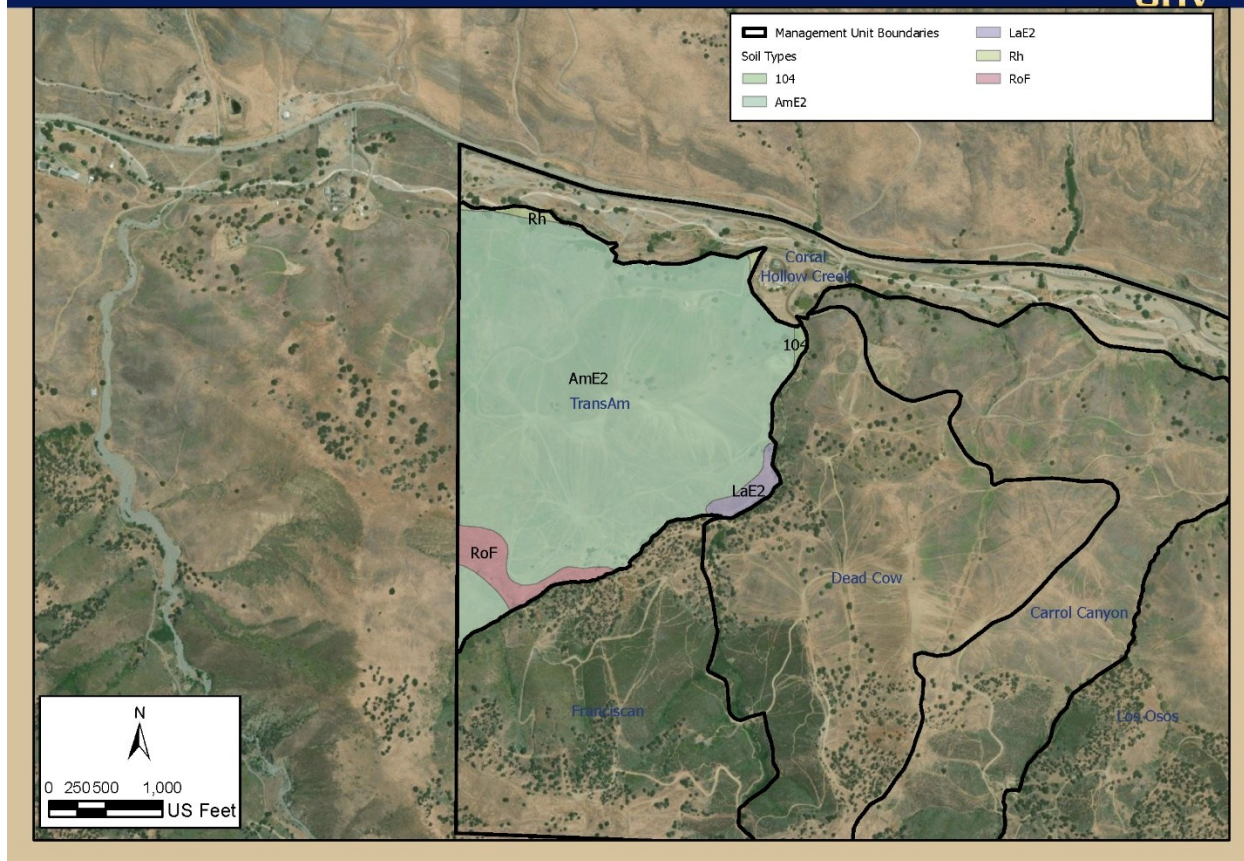 Management Unit Boundaries
Soil Types
104
AmE2
LaE2
Rh
RoF
Rh
Corral
Hollow Creek
104
AmE2
TransAm
LaE2
RoF
Dead Cow
Carrol Canyon
Franciscan
Los Osos
N
0 250 500 1,000
US Feet